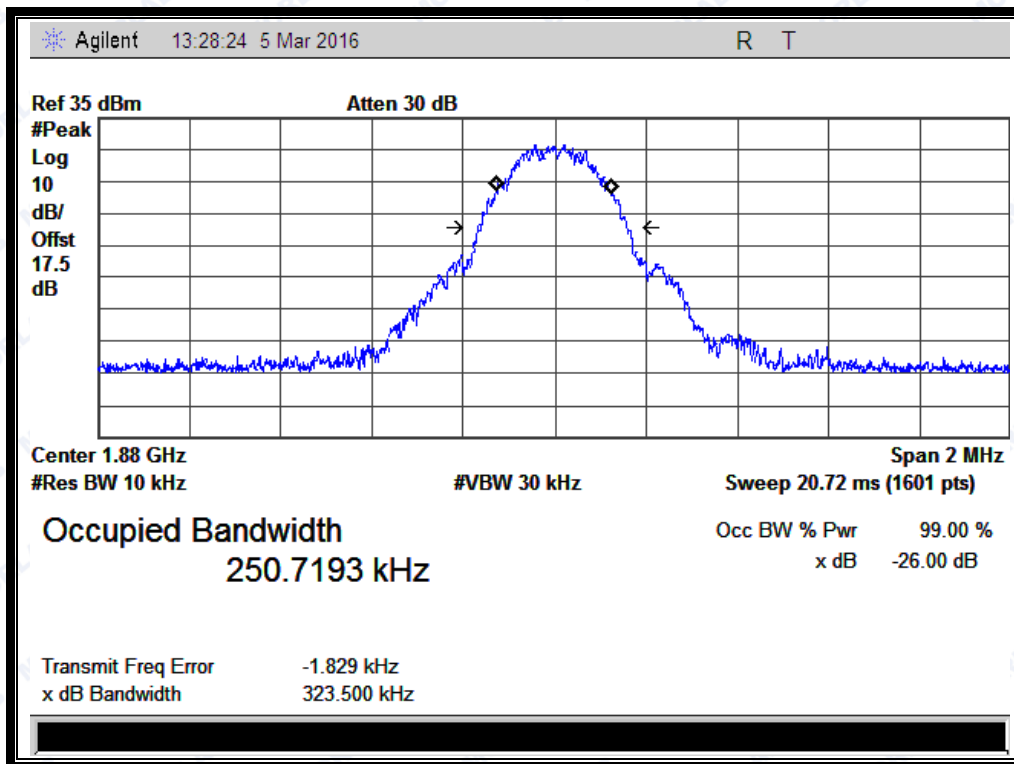 Agilent 13:28:24 5 Mar 2016 R T
Ref 35 dBm Atten 30 dB
#Peak
Log
10
dB/
Offst
17.5
dB
Center 1.88 GHz Span 2 MHz
#Res BW 10 kHz #VBW 30 kHz Sweep 20.72 ms (1601 pts)
Occupied Bandwidth Occ BW % Pwr 99.00 %
250.7193 kHz x dB -26.00 dB
Transmit Freq Error -1.829 kHz
x dB Bandwidth 323.500 kHz